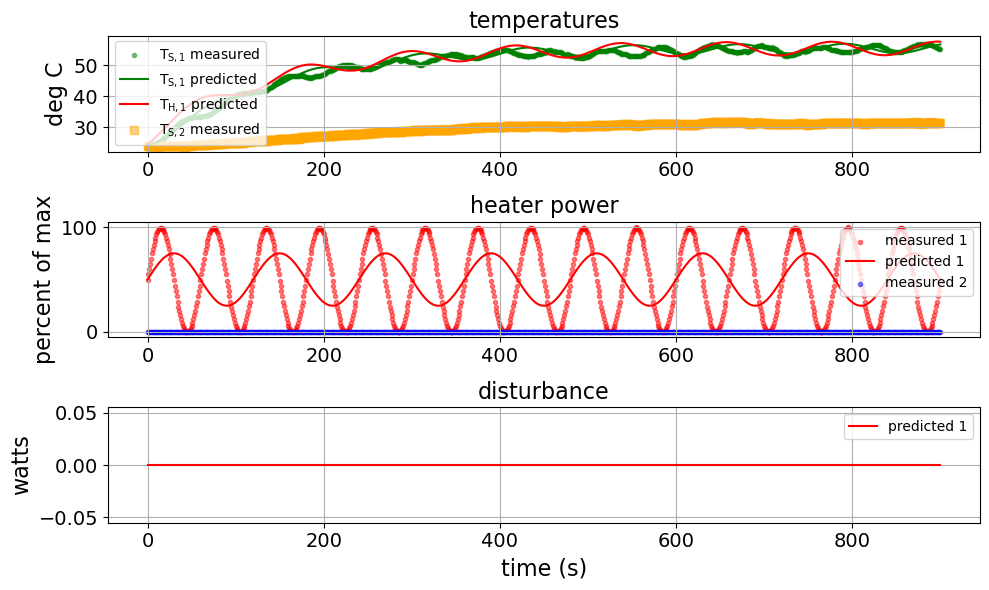 temperatures
deg C
50
40
30
T_S,1 measured
T_S,1 predicted
T_H,1 predicted
T_S,2 measured
0 200 400 600 800
heater power
percent of max
100
0
measured 1
predicted 1
measured 2
0 200 400 600 800
disturbance
watts
0.05
0.00
−0.05
predicted 1
0 200 400 600 800
time (s)